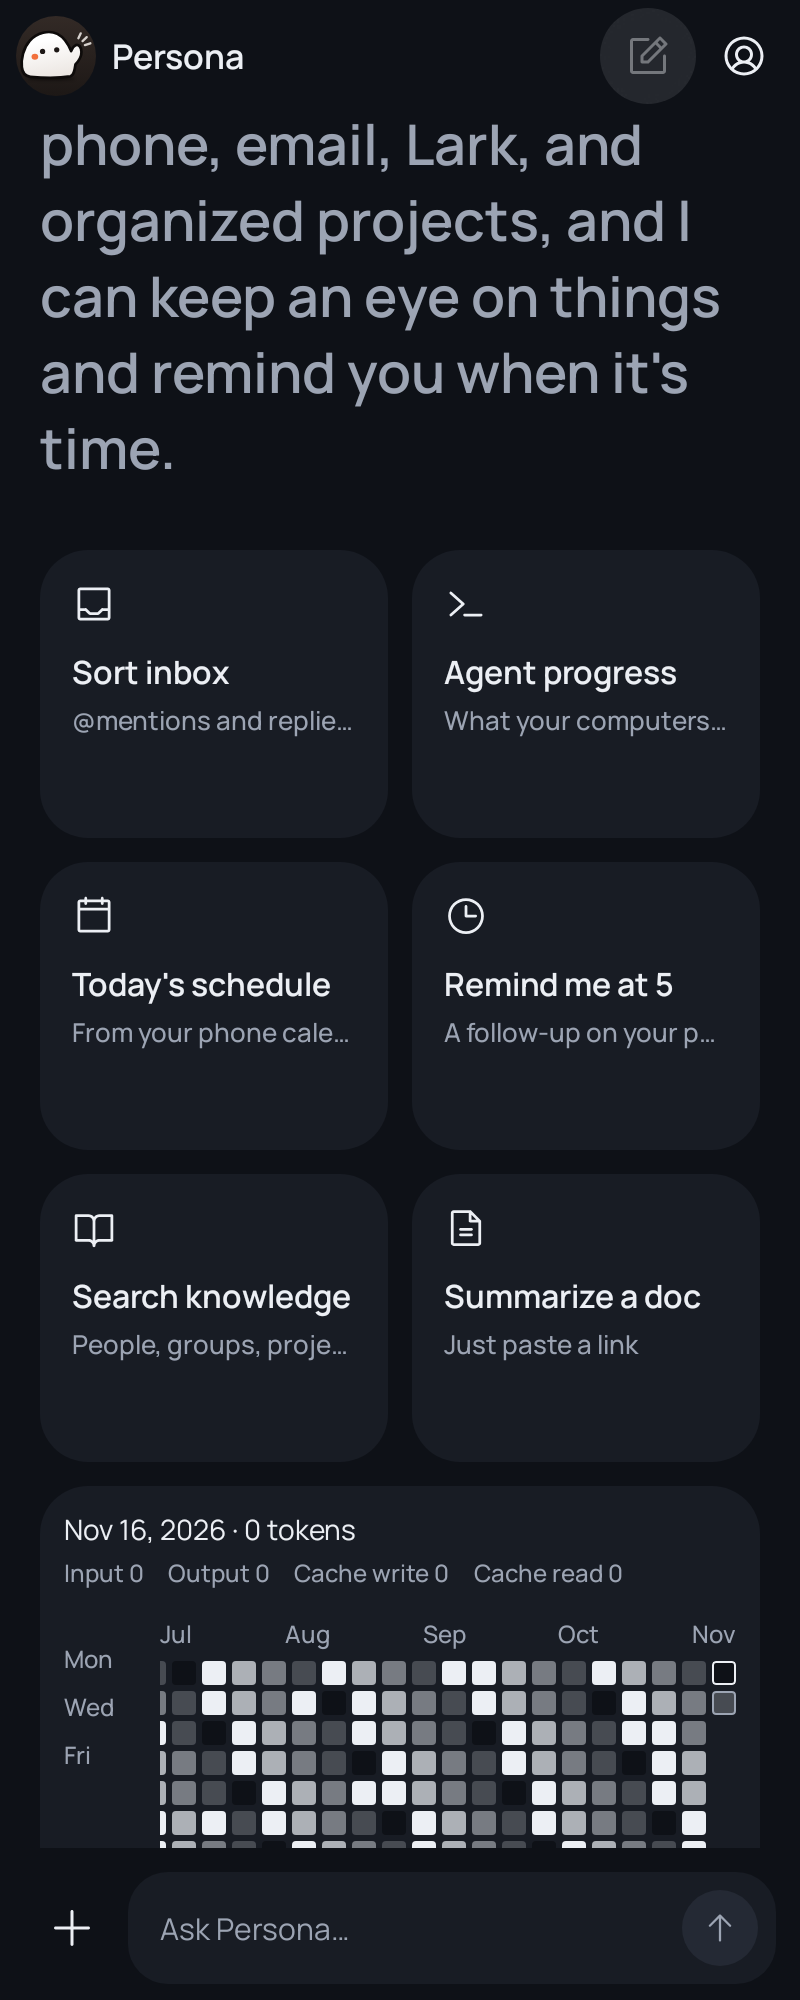 Persona
phone, email, Lark, and
organized projects, and I
can keep an eye on things
and remind you when it's
time.
Sort inbox
@mentions and replie...
Agent progress
What your computers...
Today's schedule
From your phone cale...
Remind me at 5
A follow-up on your p...
Search knowledge
People, groups, proje...
Summarize a doc
Just paste a link
Nov 16, 2026 · 0 tokens
Input 0 Output 0 Cache write 0 Cache read 0
Jul Aug Sep Oct Nov
Mon
Wed
Fri
Ask Persona...